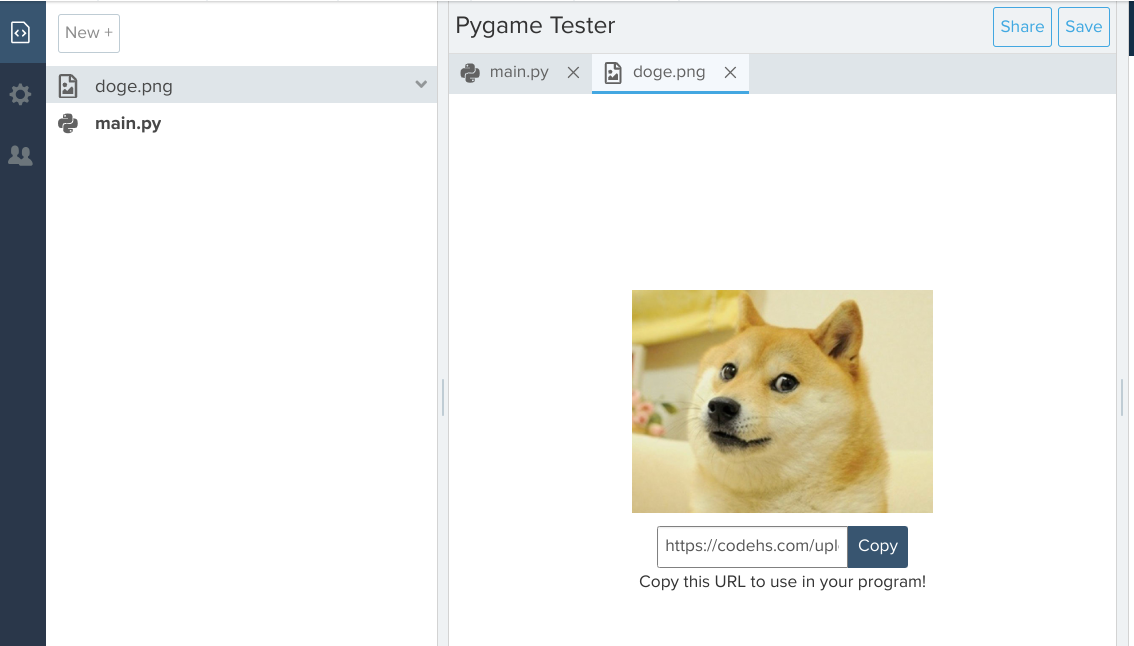 New +
doge.png
main.py
Pygame Tester
Share
Save
main.py
doge.png
https://codehs.com/upl
Copy
Copy this URL to use in your program!